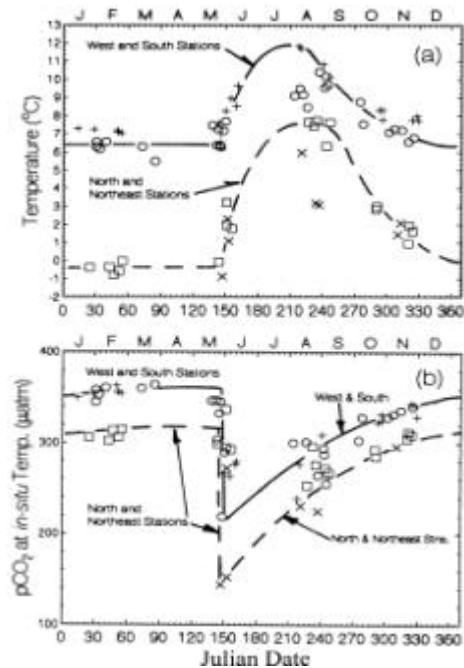 J F M A M J J A S O N D
(a)
West and South Stations
North and
Northeast Stations
Temperature (°C)
13
12
11
10
9
8
7
6
5
4
3
2
1
0
-1
-2
0 30 60 90 120 150 180 210 240 270 300 330 360
J F M A M J J A S O N D
(b)
West and South Stations
West & South
North and
Northeast Stations
North & Northeast Stns.
pCO₂ at in-situ Temp. (µatm)
400
300
200
100
0 30 60 90 120 150 180 210 240 270 300 330 360
Julian Date